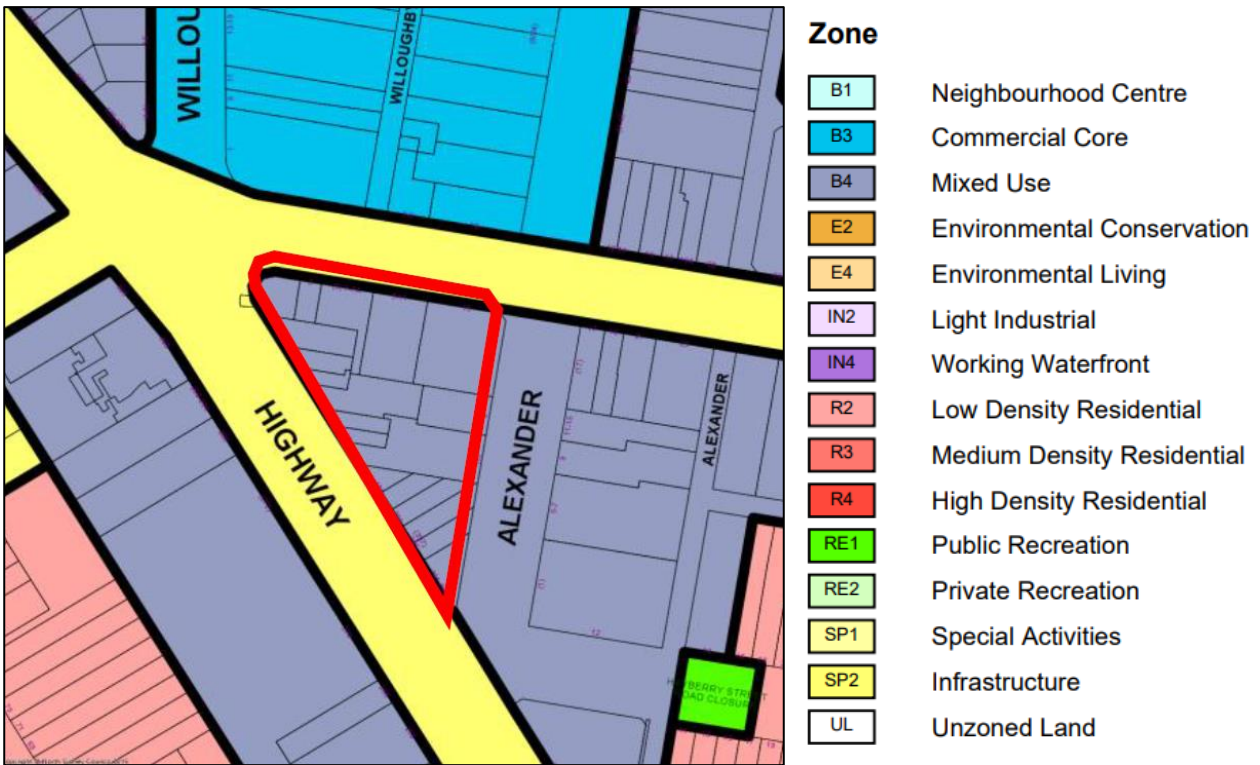 WILLOU
WILLOUGHB
HIGHWAY
ALEXANDER
ALEXANDER
12
Zone
B1 Neighbourhood Centre
B3 Commercial Core
B4 Mixed Use
E2 Environmental Conservation
E4 Environmental Living
IN2 Light Industrial
IN4 Working Waterfront
R2 Low Density Residential
R3 Medium Density Residential
R4 High Density Residential
RE1 Public Recreation
RE2 Private Recreation
SP1 Special Activities
SP2 Infrastructure
UL Unzoned Land